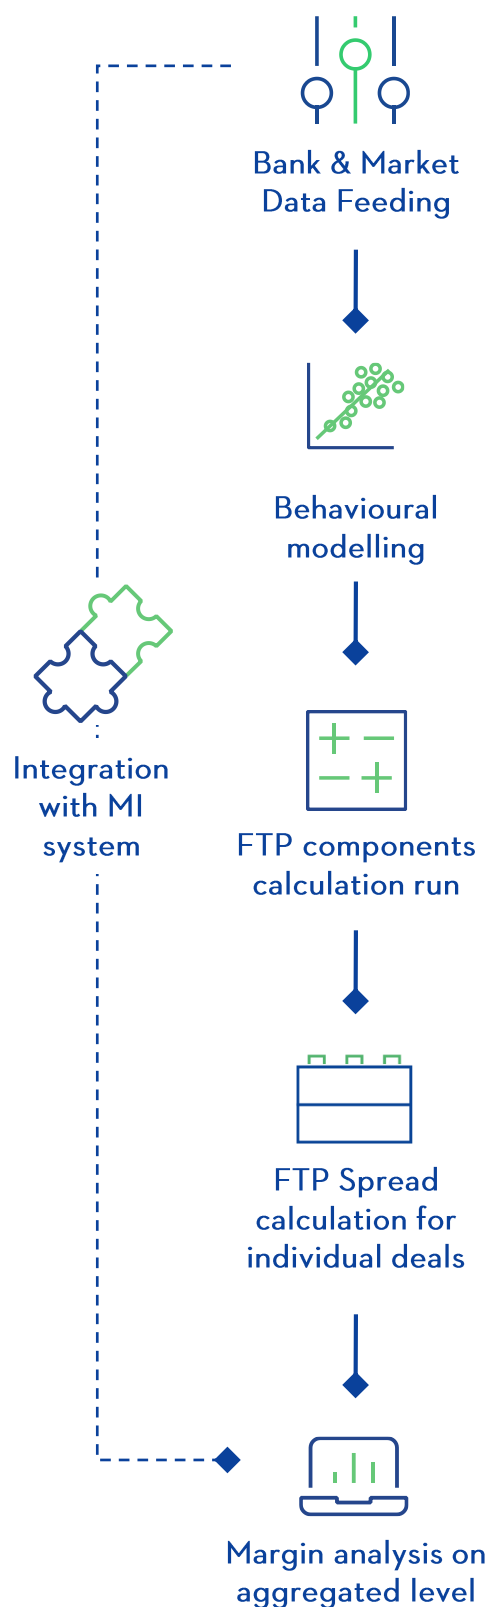 Bank & Market
Data Feeding
Behavioural
modelling
Integration
with MI
system
FTP components
calculation run
FTP Spread
calculation for
individual deals
Margin analysis on
aggregated level